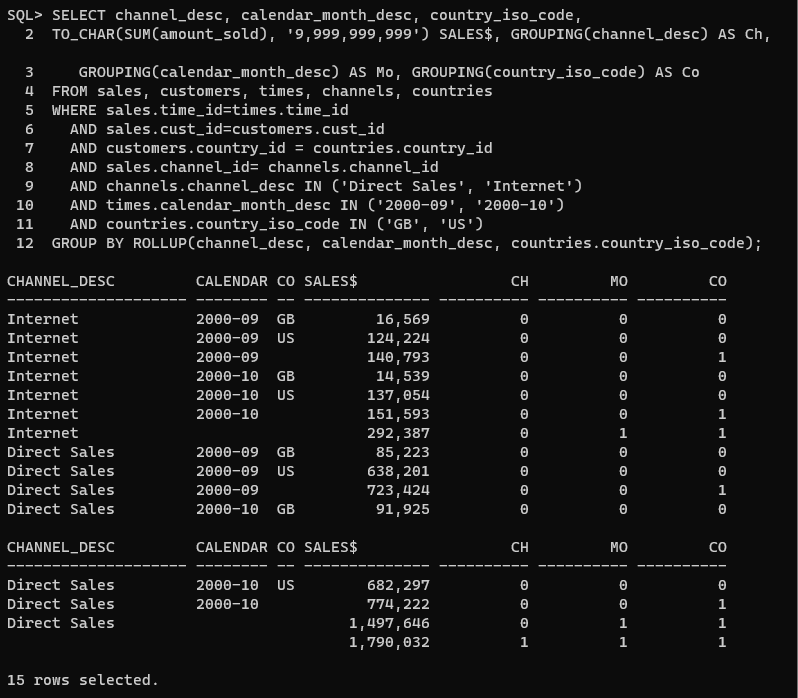 SQL> SELECT channel_desc, calendar_month_desc, country_iso_code,
  2  TO_CHAR(SUM(amount_sold), '9,999,999,999') SALES$, GROUPING(channel_desc) AS Ch,
  3     GROUPING(calendar_month_desc) AS Mo, GROUPING(country_iso_code) AS Co
  4  FROM sales, customers, times, channels, countries
  5  WHERE sales.time_id=times.time_id
  6    AND sales.cust_id=customers.cust_id
  7    AND customers.country_id = countries.country_id
  8    AND sales.channel_id= channels.channel_id
  9    AND channels.channel_desc IN ('Direct Sales', 'Internet')
 10    AND times.calendar_month_desc IN ('2000-09', '2000-10')
 11    AND countries.country_iso_code IN ('GB', 'US')
 12  GROUP BY ROLLUP(channel_desc, calendar_month_desc, countries.country_iso_code);
CHANNEL_DESC         CALENDAR CO SALES$                 CH         MO         CO
-------------------- -------- -- -------------- ---------- ---------- ----------
Internet             2000-09  GB         16,569          0          0          0
Internet             2000-09  US        124,224          0          0          0
Internet             2000-09            140,793          0          0          1
Internet             2000-10  GB         14,539          0          0          0
Internet             2000-10  US        137,054          0          0          0
Internet             2000-10            151,593          0          0          1
Internet                                292,387          0          1          1
Direct Sales         2000-09  GB         85,223          0          0          0
Direct Sales         2000-09  US        638,201          0          0          0
Direct Sales         2000-09            723,424          0          0          1
Direct Sales         2000-10  GB         91,925          0          0          0
CHANNEL_DESC         CALENDAR CO SALES$                 CH         MO         CO
-------------------- -------- -- -------------- ---------- ---------- ----------
Direct Sales         2000-10  US        682,297          0          0          0
Direct Sales         2000-10            774,222          0          0          1
Direct Sales                          1,497,646          0          1          1
                                      1,790,032          1          1          1
15 rows selected.